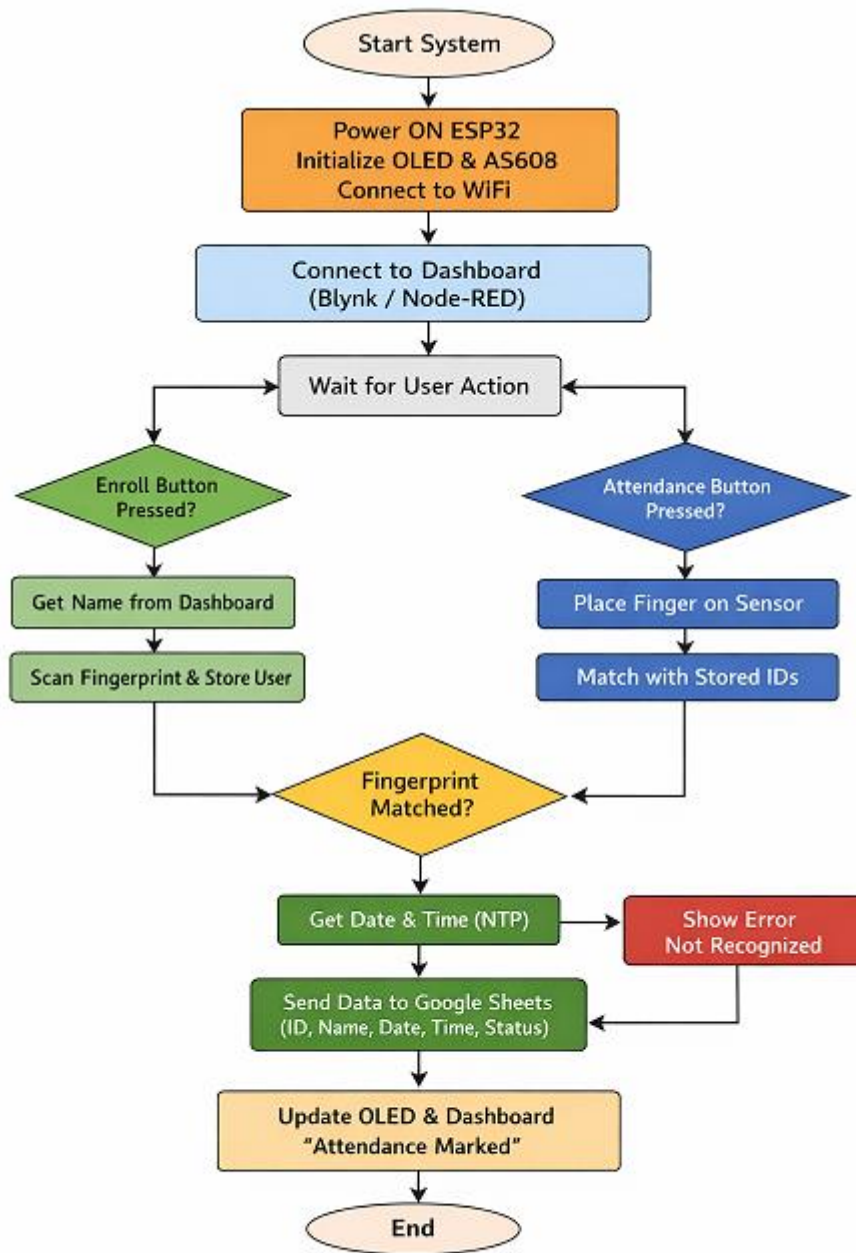 Start System
Power ON ESP32
Initialize OLED & AS608
Connect to WiFi
Connect to Dashboard
(Blynk / Node-RED)
Wait for User Action
Enroll Button
Pressed?
Attendance Button
Pressed?
Get Name from Dashboard
Place Finger on Sensor
Scan Fingerprint & Store User
Match with Stored IDs
Fingerprint
Matched?
Get Date & Time (NTP)
Show Error
Not Recognized
Send Data to Google Sheets
(ID, Name, Date, Time, Status)
Update OLED & Dashboard
"Attendance Marked"
End